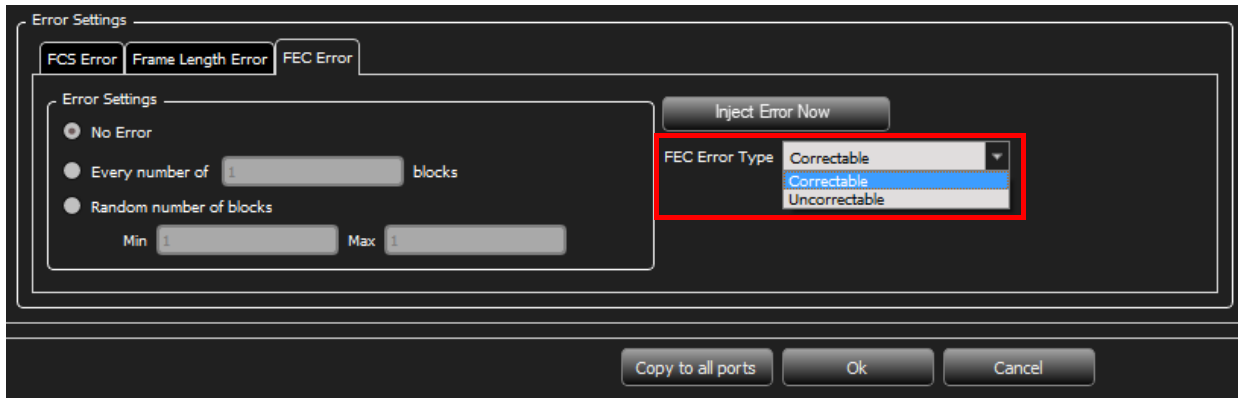 Error Settings
FCS Error Frame Length Error FEC Error
Error Settings
No Error
Every number of 1 blocks
Random number of blocks
Min 1 Max 1
Inject Error Now
FEC Error Type Correctable
Correctable
Uncorrectable
Copy to all ports Ok Cancel